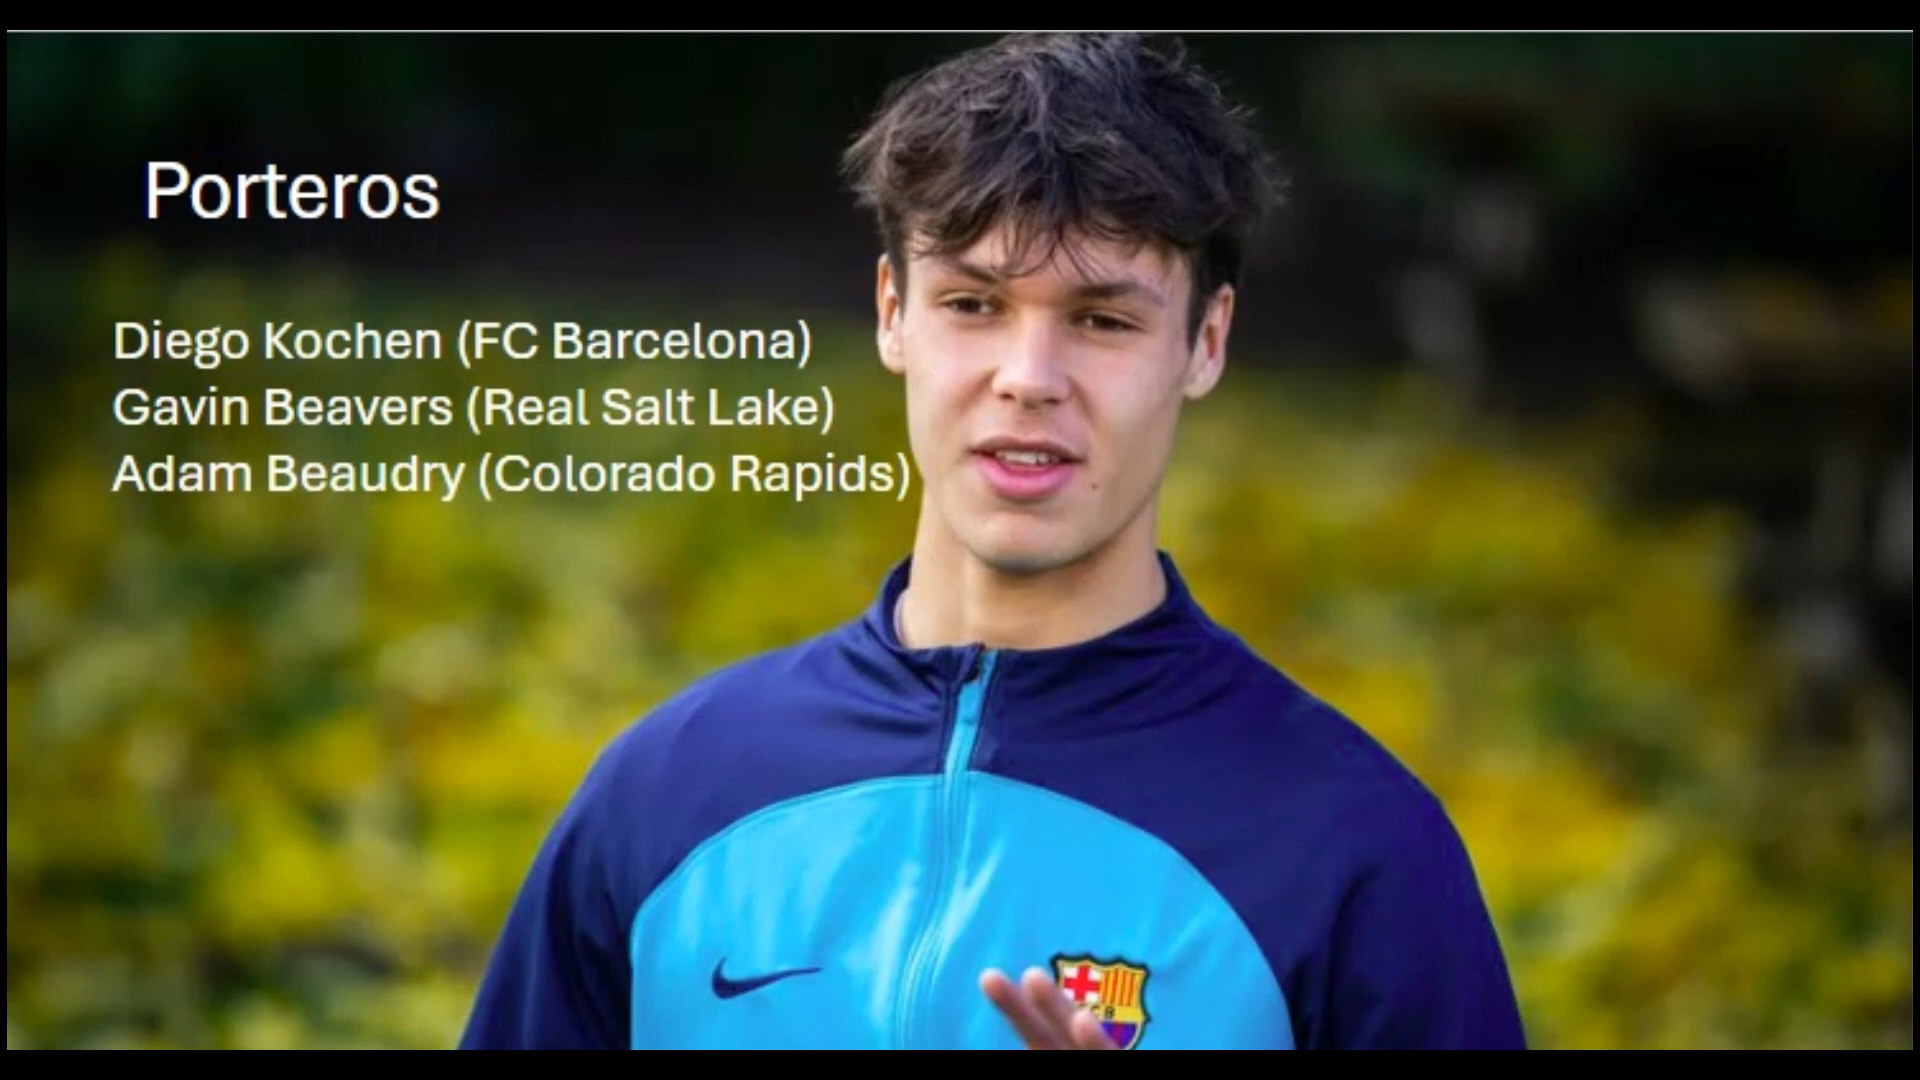 Porteros
Diego Kochen (FC Barcelona)
Gavin Beavers (Real Salt Lake)
Adam Beaudry (Colorado Rapids)